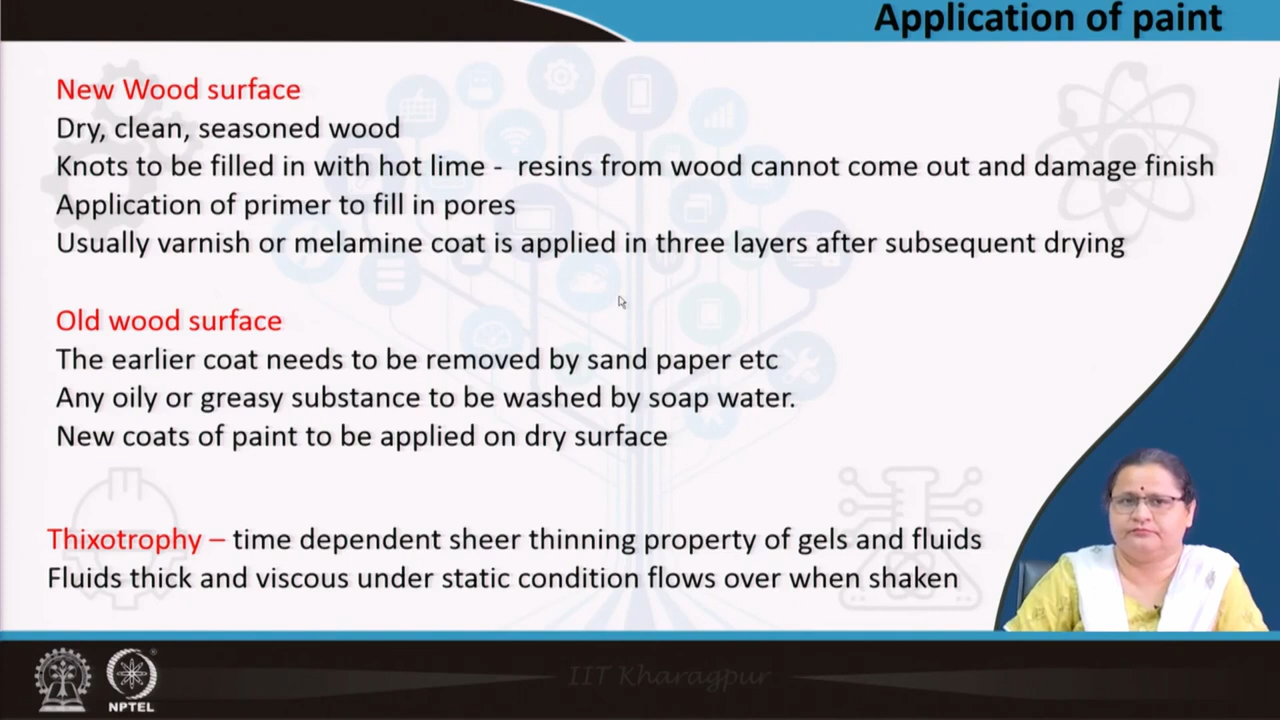 Application of paint
New Wood surface
Dry, clean, seasoned wood
Knots to be filled in with hot lime - resins from wood cannot come out and damage finish
Application of primer to fill in pores
Usually varnish or melamine coat is applied in three layers after subsequent drying
Old wood surface
The earlier coat needs to be removed by sand paper etc
Any oily or greasy substance to be washed by soap water.
New coats of paint to be applied on dry surface
Thixotrophy – time dependent sheer thinning property of gels and fluids
Fluids thick and viscous under static condition flows over when shaken
IIT Kharagpur
NPTEL